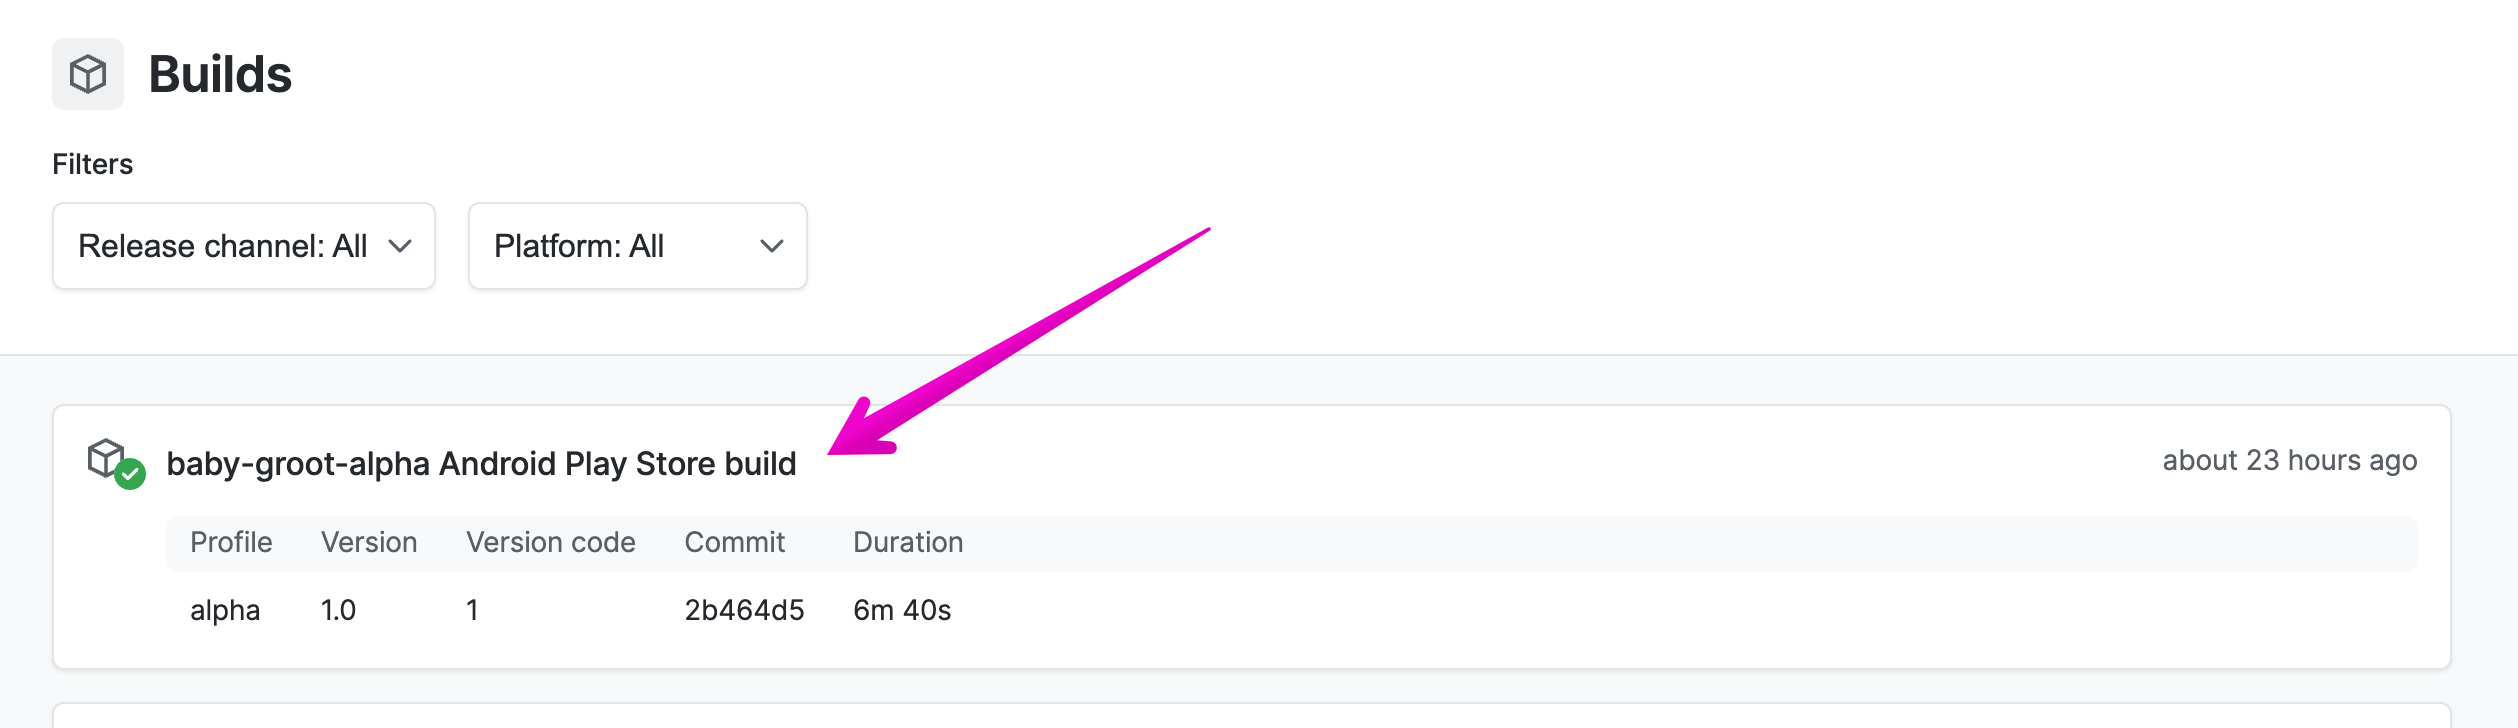 Builds
Filters
Release channel: All
Platform: All
baby-groot-alpha Android Play Store build
about 23 hours ago
Profile Version Version code Commit Duration
alpha 1.0 1 2b464d5 6m 40s